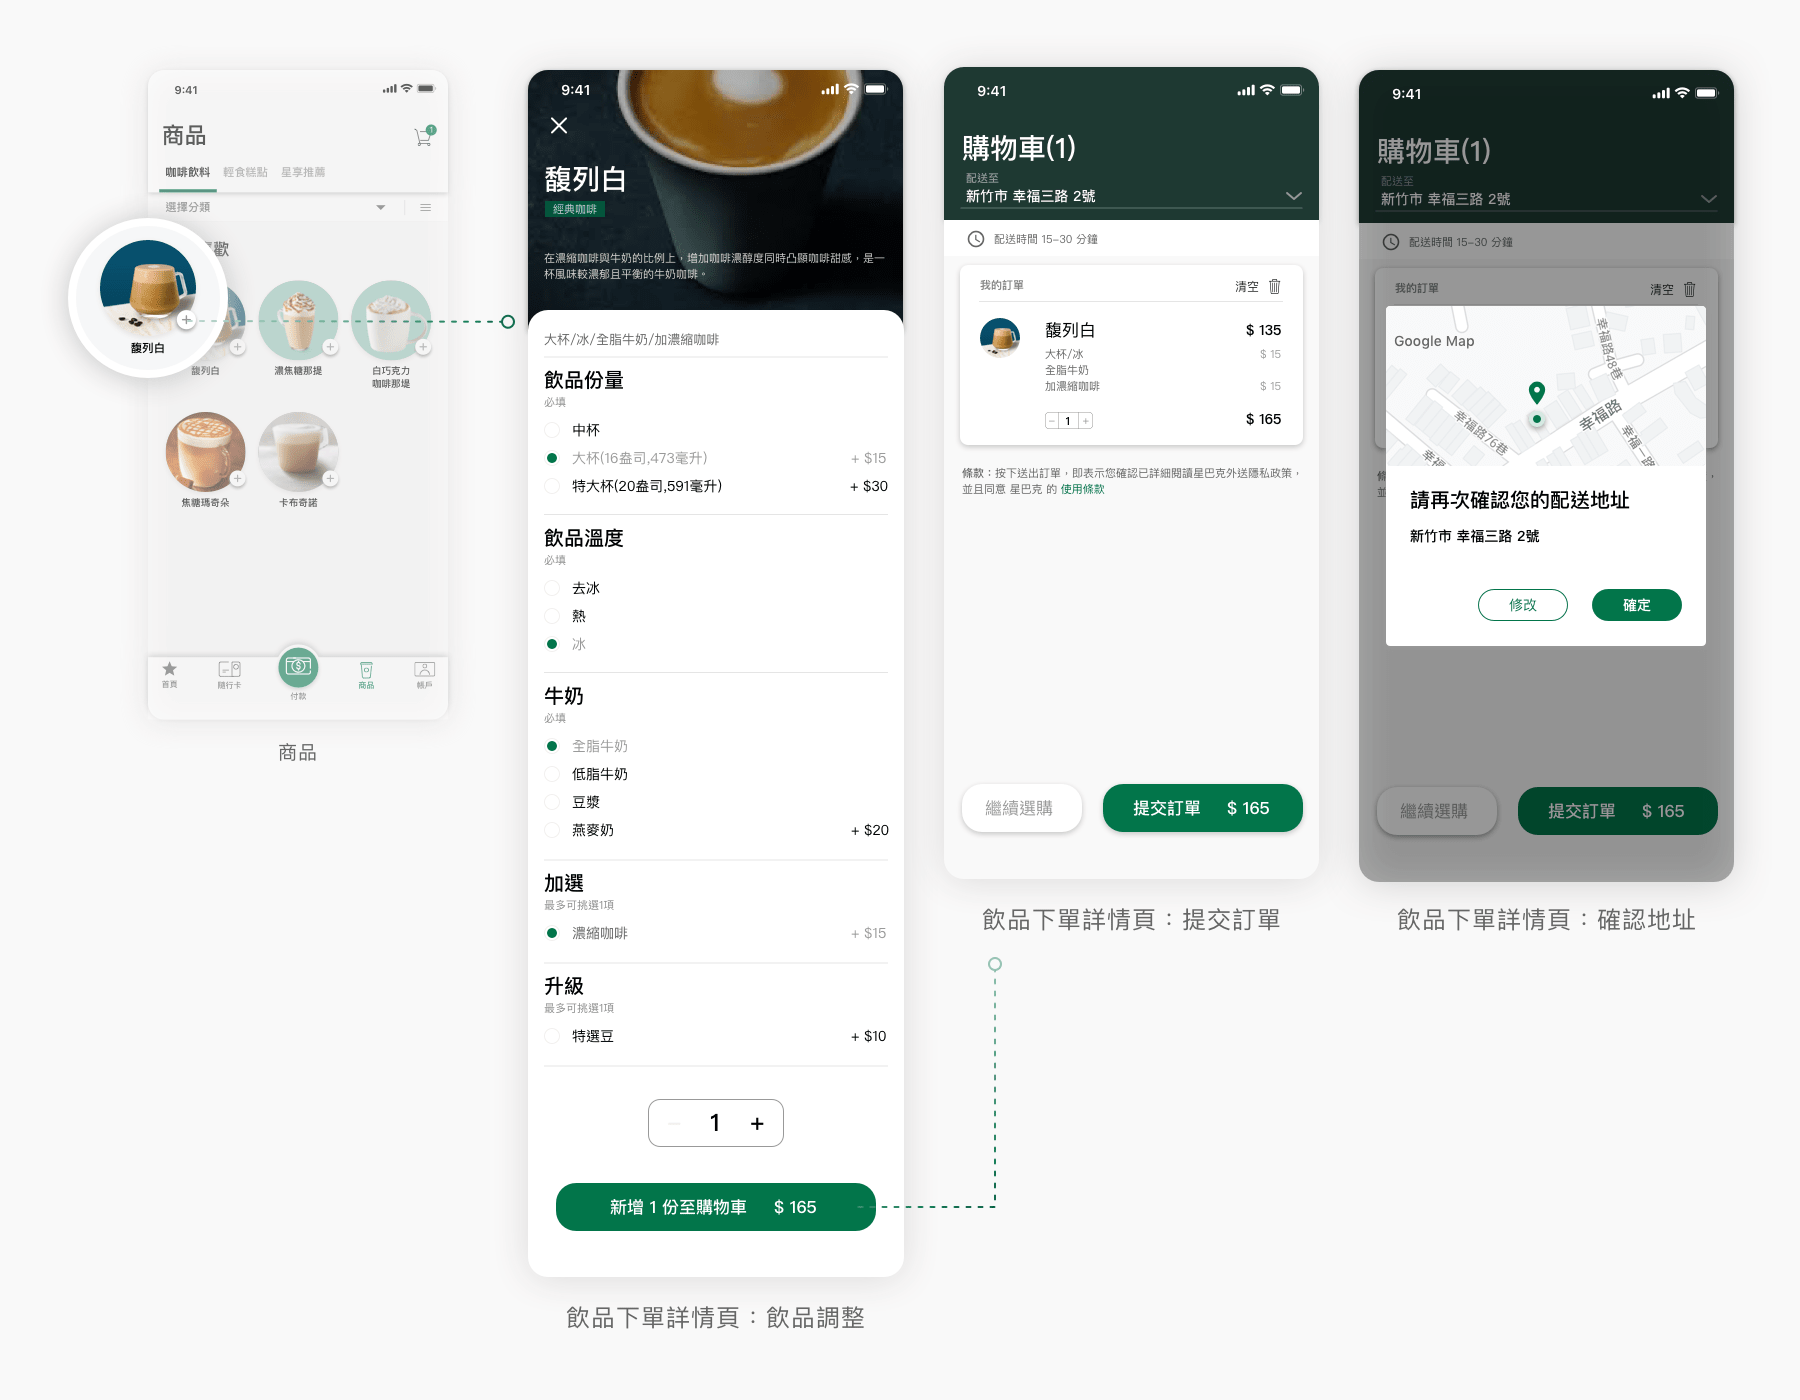 9:41
商品
1
咖啡飲料
輕食糕點
星享推薦
選擇分類
歡
馥列白
馥列白
濃焦糖那提
白巧克力
咖啡那堤
焦糖瑪奇朵
卡布奇諾
首頁
隨行卡
付款
商品
帳戶
商品
9:41
馥列白
經典咖啡
在濃縮咖啡與牛奶的比例上，增加咖啡濃醇度同時凸顯咖啡甜感，是一
杯風味較濃郁且平衡的牛奶咖啡。
大杯/冰/全脂牛奶/加濃縮咖啡
飲品份量
必填
中杯
大杯(16盎司,473毫升) + $15
特大杯(20盎司,591毫升) + $30
飲品溫度
必填
去冰
熱
冰
牛奶
必填
全脂牛奶
低脂牛奶
豆漿
燕麥奶 + $20
加選
最多可挑選1項
濃縮咖啡 + $15
升級
最多可挑選1項
特選豆 + $10
− 1 +
新增 1 份至購物車 $ 165
飲品下單詳情頁：飲品調整
9:41
購物車(1)
配送至
新竹市 幸福三路 2號
配送時間 15-30 分鐘
我的訂單 清空
馥列白 $ 135
大杯/冰 $ 15
全脂牛奶
加濃縮咖啡 $ 15
− 1 + $ 165
條款：按下送出訂單，即表示您確認已詳細閱讀星巴克外送隱私政策，
並且同意 星巴克 的 使用條款
繼續選購
提交訂單 $ 165
飲品下單詳情頁：提交訂單
9:41
購物車(1)
配送至
新竹市 幸福三路 2號
配送時間 15-30 分鐘
我的訂單 清空
Google Map
幸福路48巷
幸福路
幸福路76巷
幸福一路
條
並
請再次確認您的配送地址
新竹市 幸福三路 2號
修改
確定
繼續選購
提交訂單 $ 165
飲品下單詳情頁：確認地址